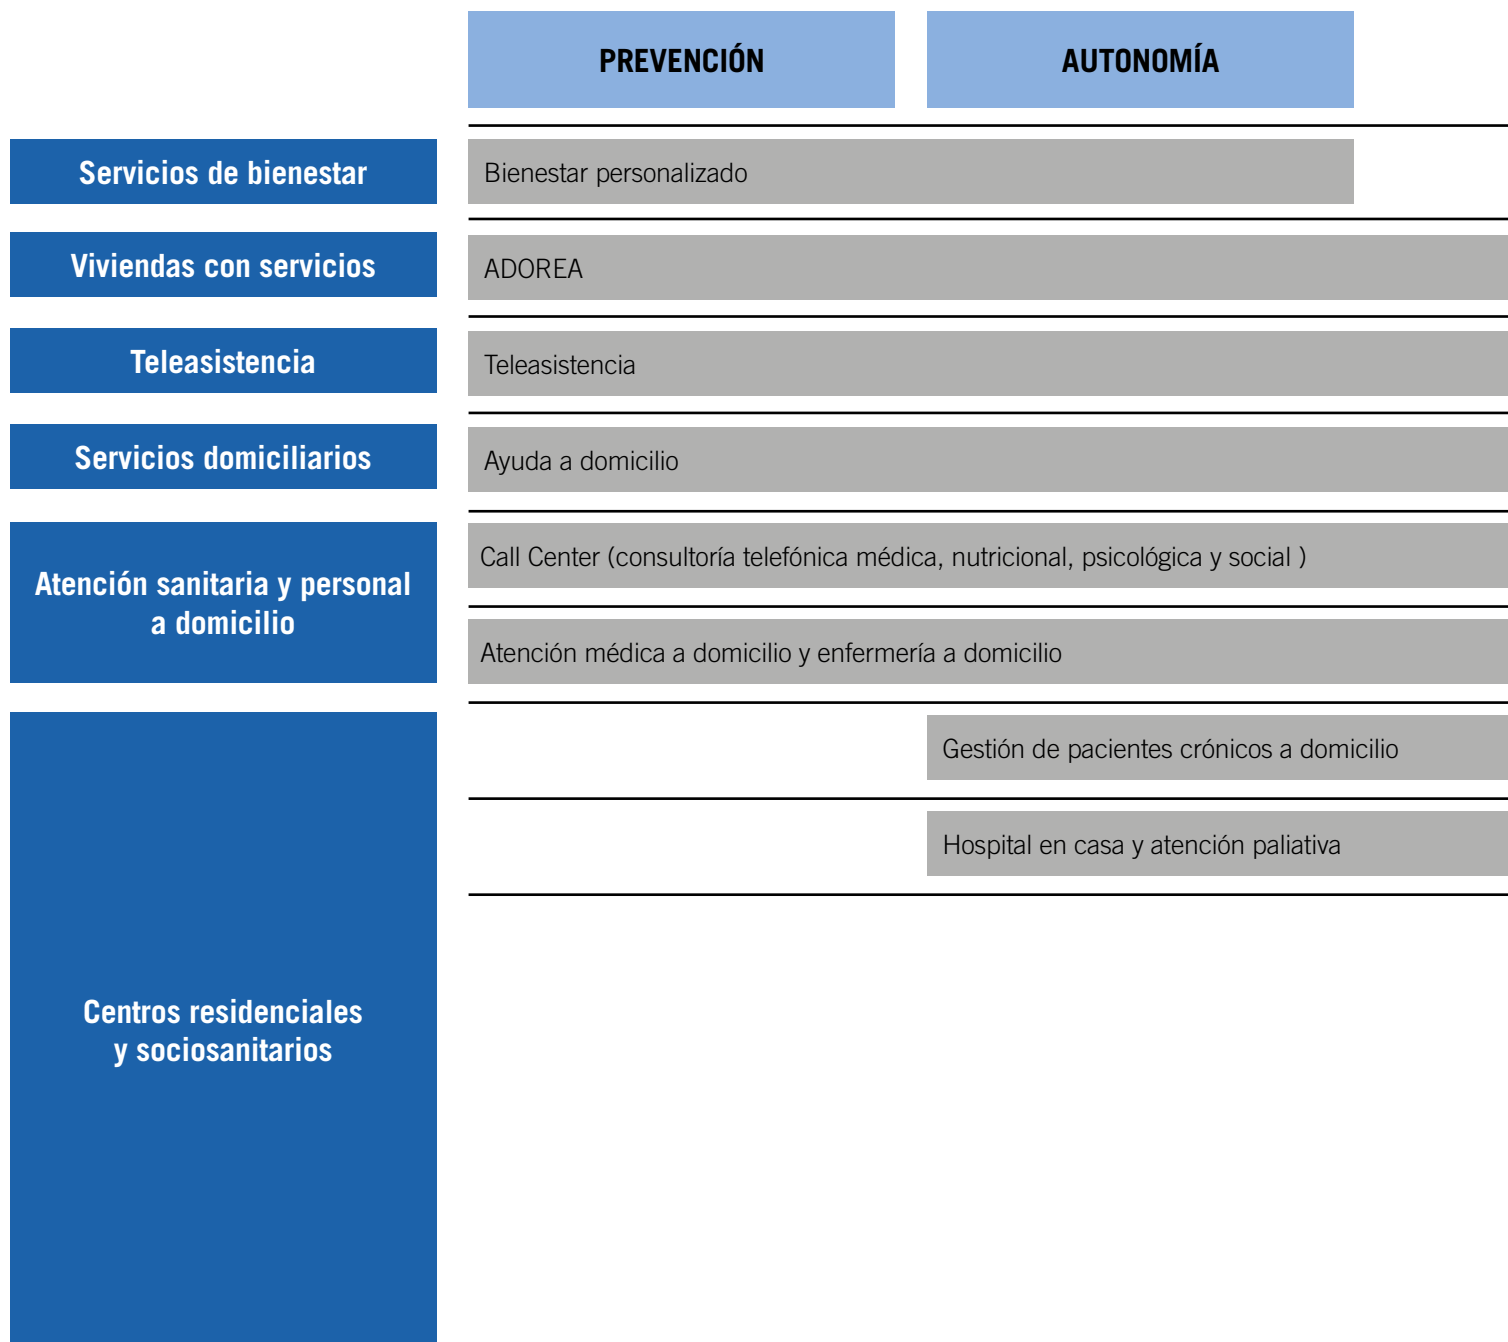 PREVENCIÓN
AUTONOMÍA
Servicios de bienestar
Bienestar personalizado
Viviendas con servicios
ADOREA
Teleasistencia
Teleasistencia
Servicios domiciliarios
Ayuda a domicilio
Atención sanitaria y personal
a domicilio
Call Center (consultoría telefónica médica, nutricional, psicológica y social )
Atención médica a domicilio y enfermería a domicilio
Centros residenciales
y sociosanitarios
Gestión de pacientes crónicos a domicilio
Hospital en casa y atención paliativa